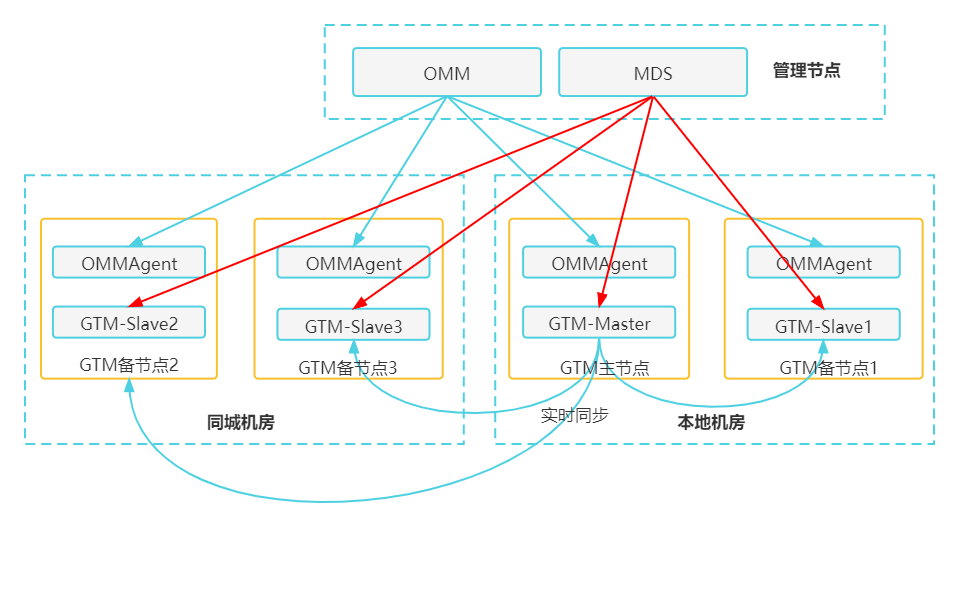 OMM
MDS
管理节点
OMMAgent
OMMAgent
OMMAgent
OMMAgent
GTM-Slave2
GTM-Slave3
GTM-Master
GTM-Slave1
GTM备节点2
GTM备节点3
GTM主节点
GTM备节点1
实时同步
同城机房
本地机房